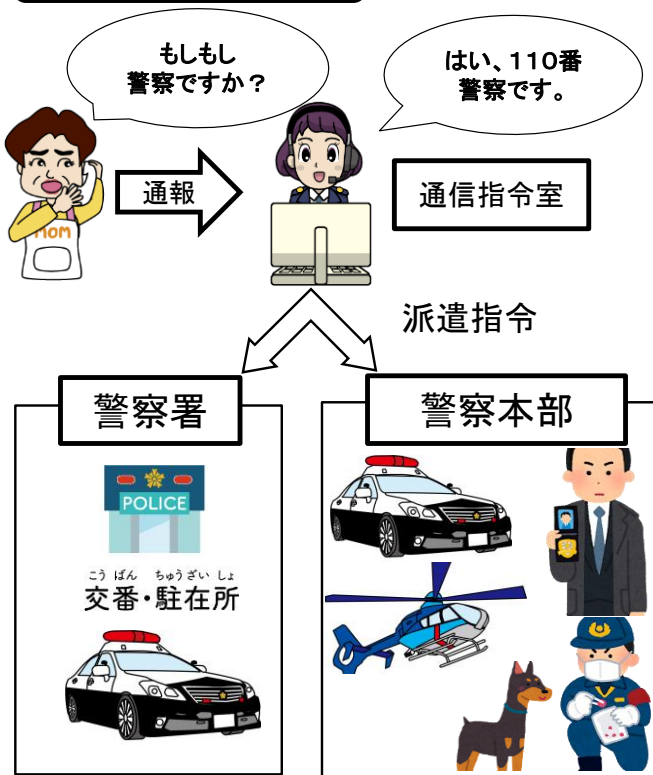 もしもし
警察ですか？
はい、110番
警察です。
MOM
通報
通信指令室
派遣指令
警察署
警察本部
POLICE
こうばん ちゅうざいしょ
交番・駐在所